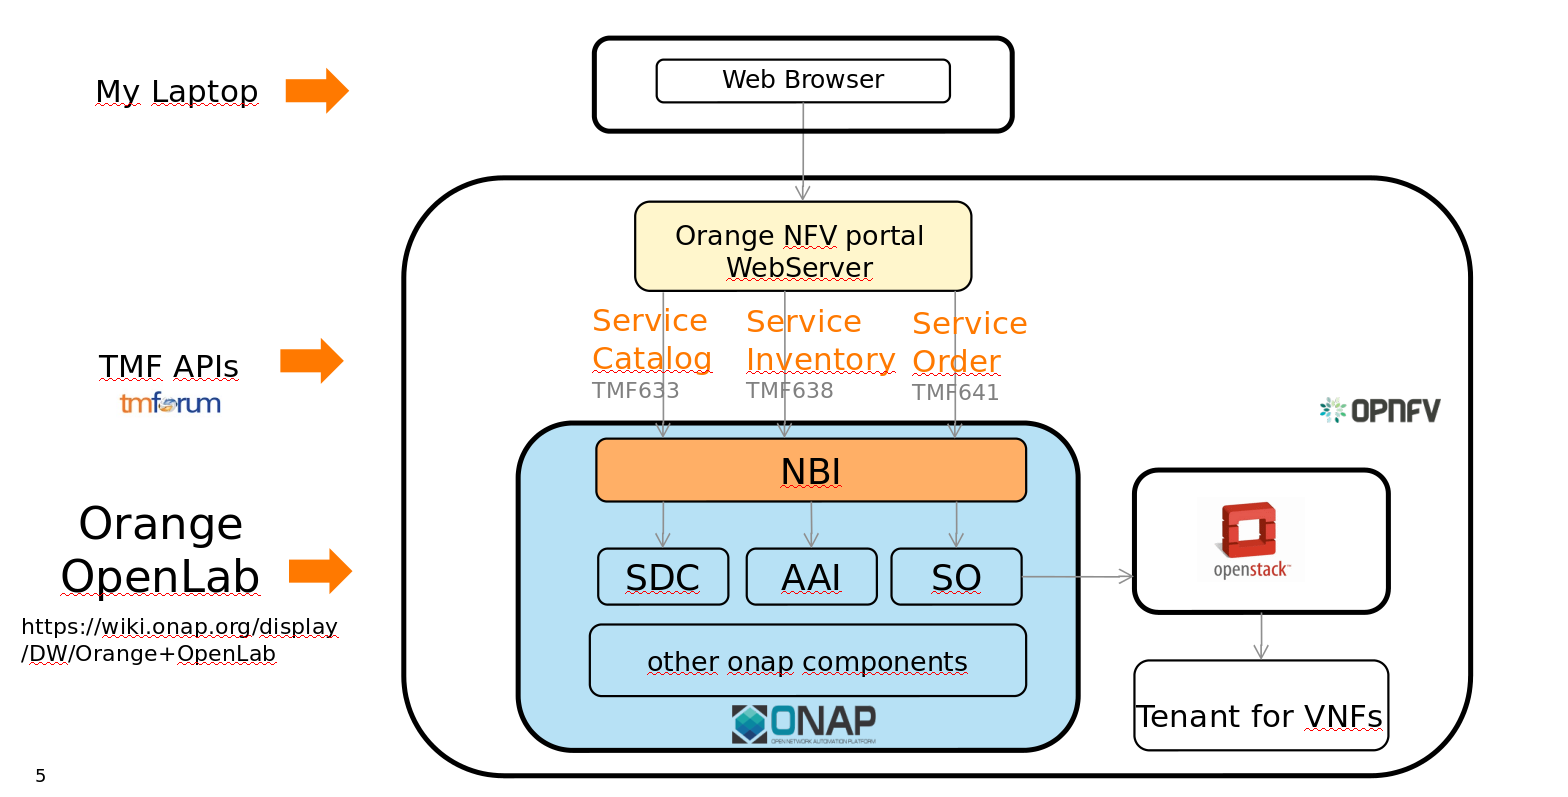 My Laptop
Web Browser
Orange NFV portal
WebServer
Service
Catalog
TMF633
Service
Inventory
TMF638
Service
Order
TMF641
TMF APIs
tmforum
OPNFV
NBI
Orange
OpenLab
https://wiki.onap.org/display
/DW/Orange+OpenLab
SDC
AAI
SO
openstack™
other onap components
ONAP
OPEN NETWORK AUTOMATION PLATFORM
Tenant for VNFs
5